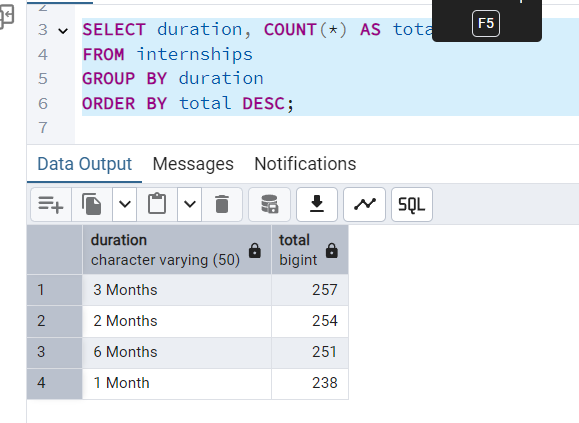 2
3 SELECT duration, COUNT(*) AS
F5
4 FROM internships
5 GROUP BY duration
6 ORDER BY total DESC;
7
Data Output Messages Notifications
SQL
duration total
character varying (50) bigint
1 3 Months 257
2 2 Months 254
3 6 Months 251
4 1 Month 238